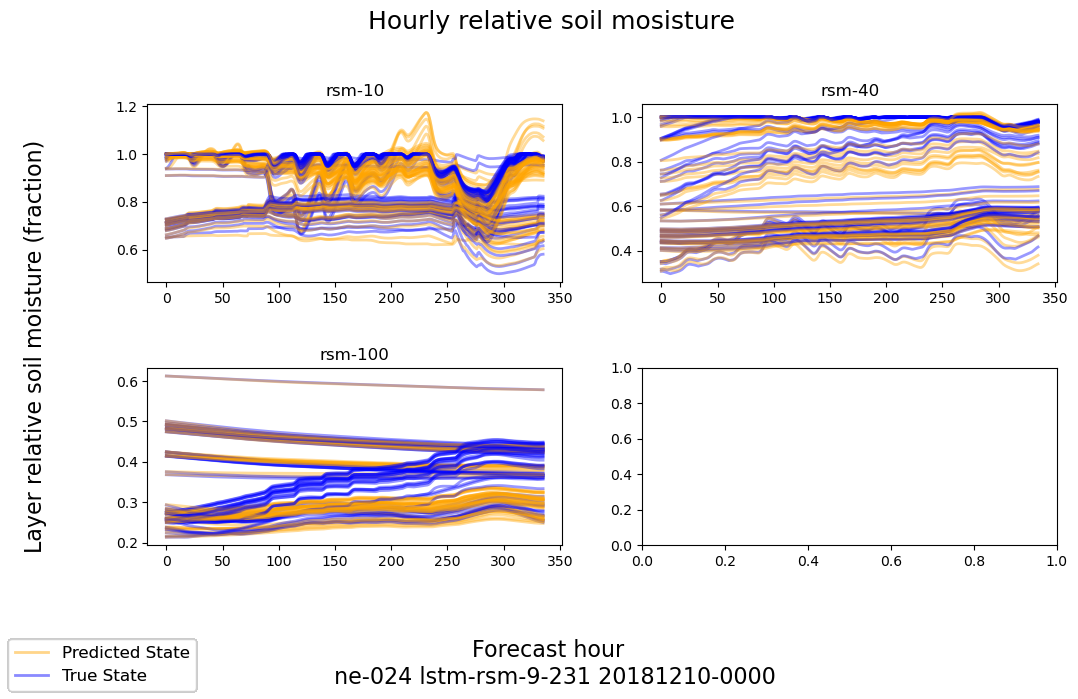 Hourly relative soil mosisture
Layer relative soil moisture (fraction)
rsm-10
1.2
1.0
0.8
0.6
0 50 100 150 200 250 300 350
rsm-40
1.0
0.8
0.6
0.4
0 50 100 150 200 250 300 350
rsm-100
0.6
0.5
0.4
0.3
0.2
0 50 100 150 200 250 300 350
1.0
0.8
0.6
0.4
0.2
0.0
0.0 0.2 0.4 0.6 0.8 1.0
Predicted State
True State
Forecast hour
ne-024 lstm-rsm-9-231 20181210-0000